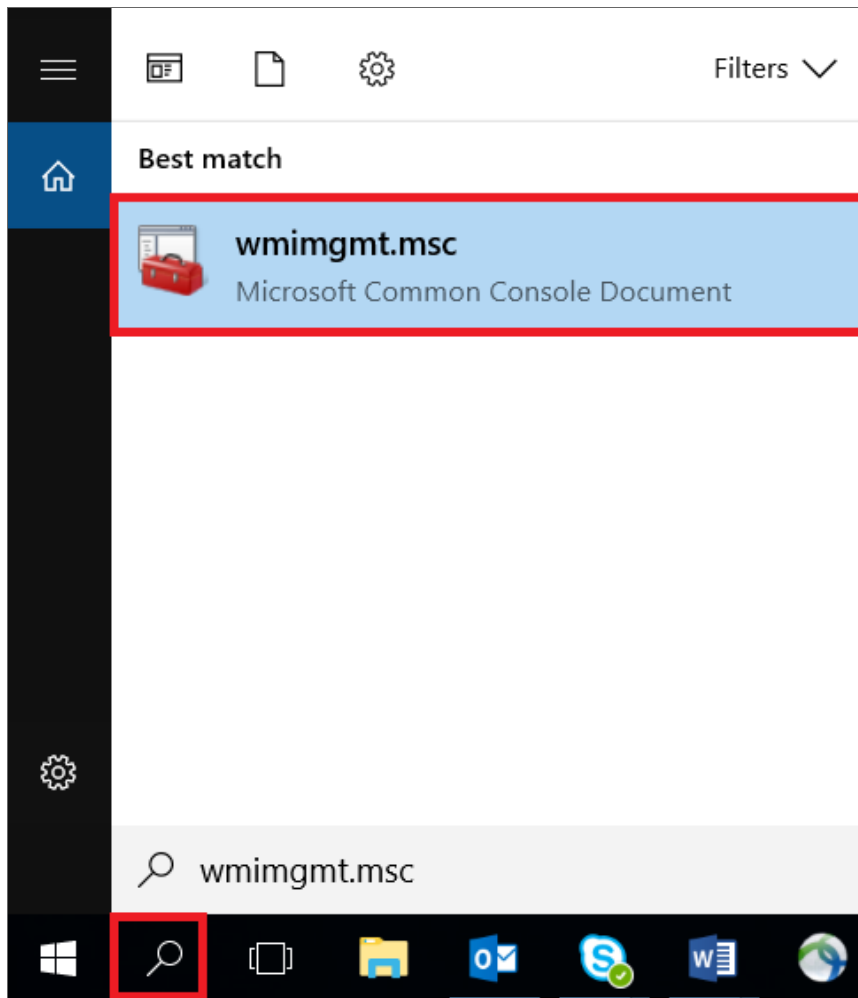 Filters
Best match
wmimgmt.msc
Microsoft Common Console Document
wmimgmt.msc